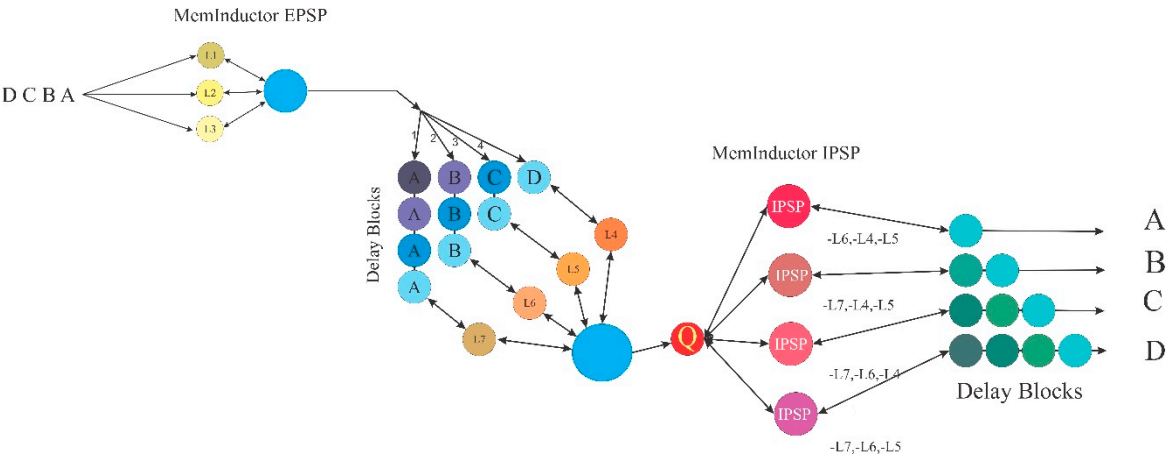 MemInductor EPSP
D C B A
L1
L2
L3
1
2
3
4
Delay Blocks
A
B
C
D
Λ
B
C
A
B
A
L4
L5
L6
L7
Q
MemInductor IPSP
IPSP
-L6,-L4,-L5
A
IPSP
-L7,-L4,-L5
B
IPSP
-L7,-L6,-L4
C
IPSP
-L7,-L6,-L5
D
Delay Blocks